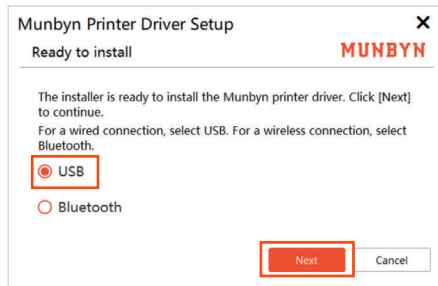 Munbyn Printer Driver Setup
Ready to install
MUNBYN
The installer is ready to install the Munbyn printer driver. Click [Next]
to continue.
For a wired connection, select USB. For a wireless connection, select
Bluetooth.
USB
Bluetooth
Next
Cancel